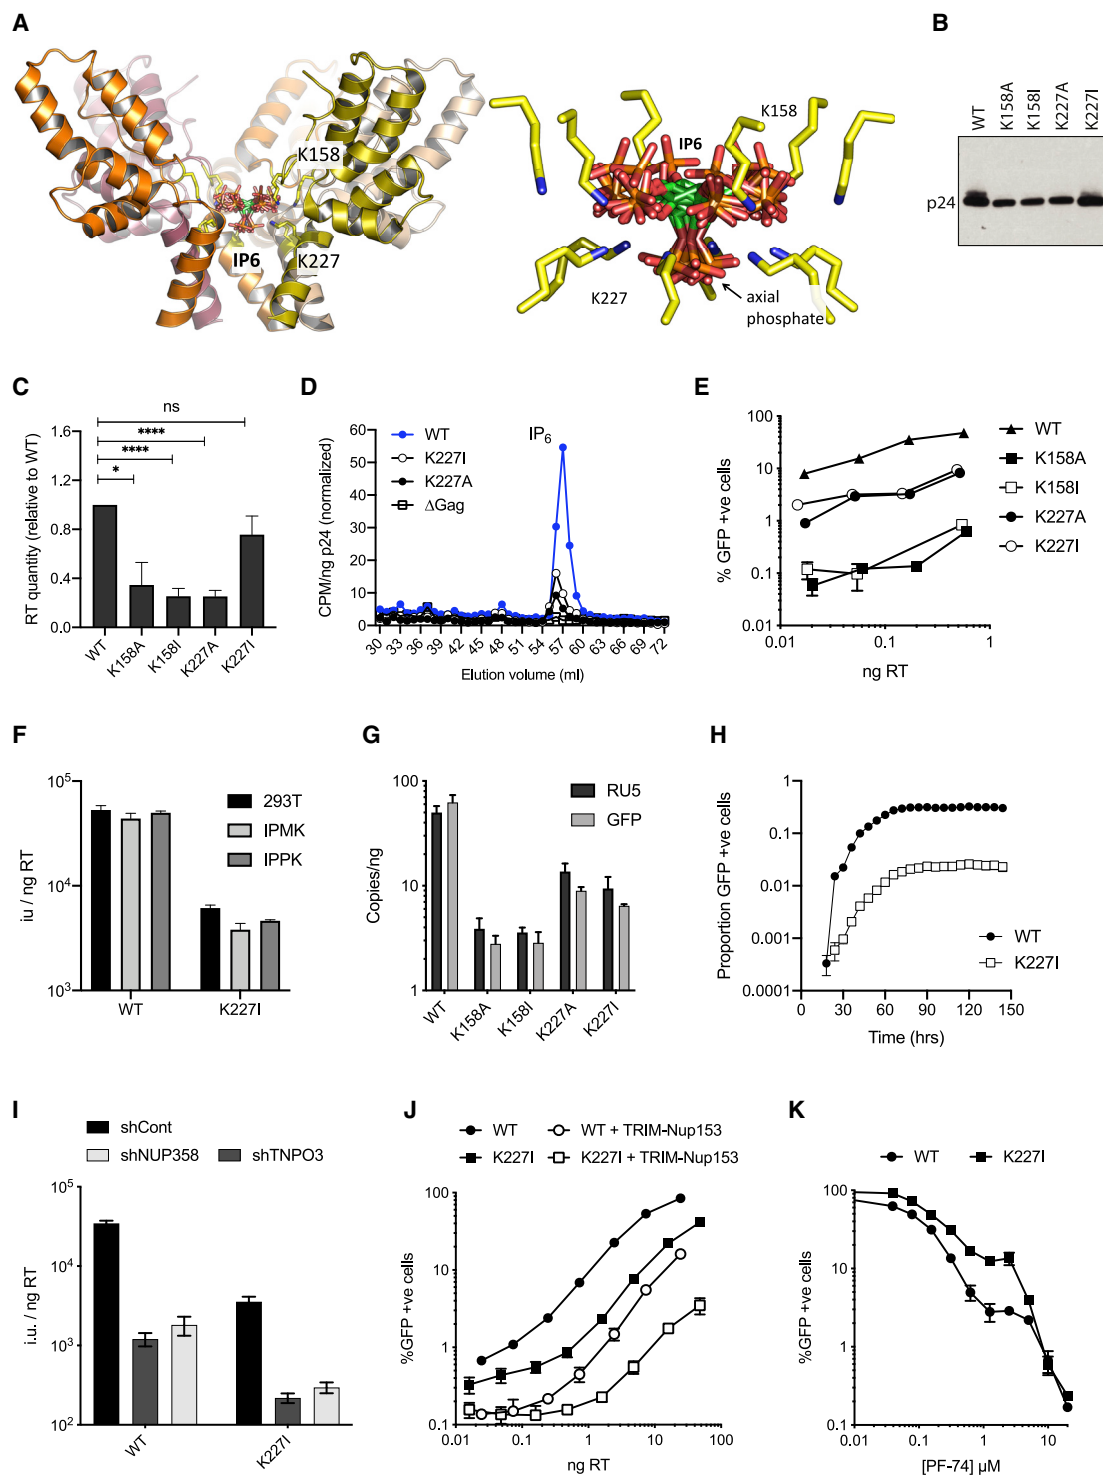 A
K158
IP6
K227
K158
IP6
K227
axial
phosphate
B
WT
K158A
K158I
K227A
K227I
p24
C
ns
****
****
*
RT quantity (relative to WT)
1.6
1.2
0.8
0.4
0.0
WT
K158A
K158I
K227A
K227I
D
CPM/ng p24 (normalized)
60
50
40
30
20
10
0
WT
K227I
K227A
ΔGag
IP6
30 33 36 39 42 45 48 51 54 57 60 63 66 69 72
Elution volume (ml)
E
% GFP +ve cells
100
10
1
0.1
0.01
0.01 0.1 1
ng RT
WT
K158A
K158I
K227A
K227I
F
iu / ng RT
10^5
10^4
10^3
293T
IPMK
IPPK
WT K227I
G
Copies/ng
100
10
1
RU5
GFP
WT
K158A
K158I
K227A
K227I
H
Proportion GFP +ve cells
1
0.1
0.01
0.001
0.0001
WT
K227I
0 30 60 90 120 150
Time (hrs)
I
shCont
shNUP358 shTNPO3
i.u. / ng RT
10^5
10^4
10^3
10^2
WT
K227I
J
WT WT + TRIM-Nup153
K227I K227I + TRIM-Nup153
%GFP +ve cells
100
10
1
0.1
0.01 0.1 1 10 100
ng RT
K
WT K227I
%GFP +ve cells
100
10
1
0.1
0.01 0.1 1 10
[PF-74] µM